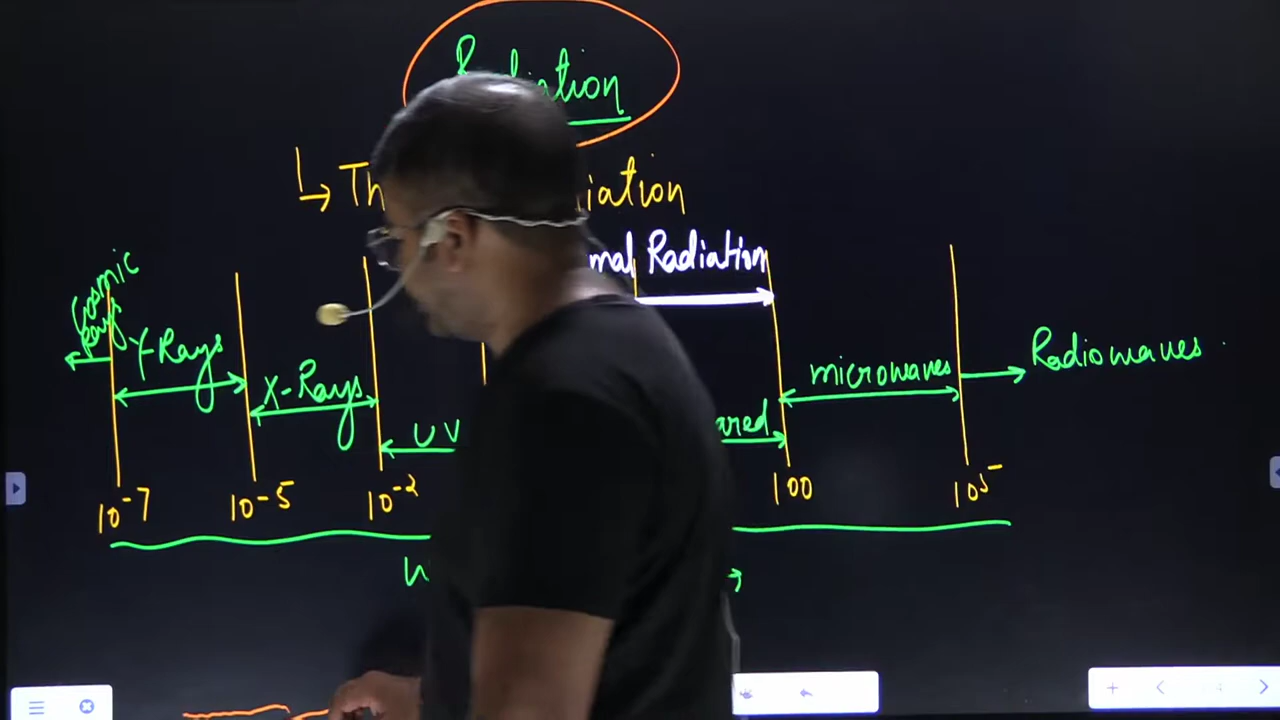 Radiation
Th iation
mal Radiation
Cosmic
Rays
γ-Rays
X-Rays
UV
ared
microwaves
Radiowaves
10⁻⁷ 10⁻⁵ 10⁻² 100 10⁵